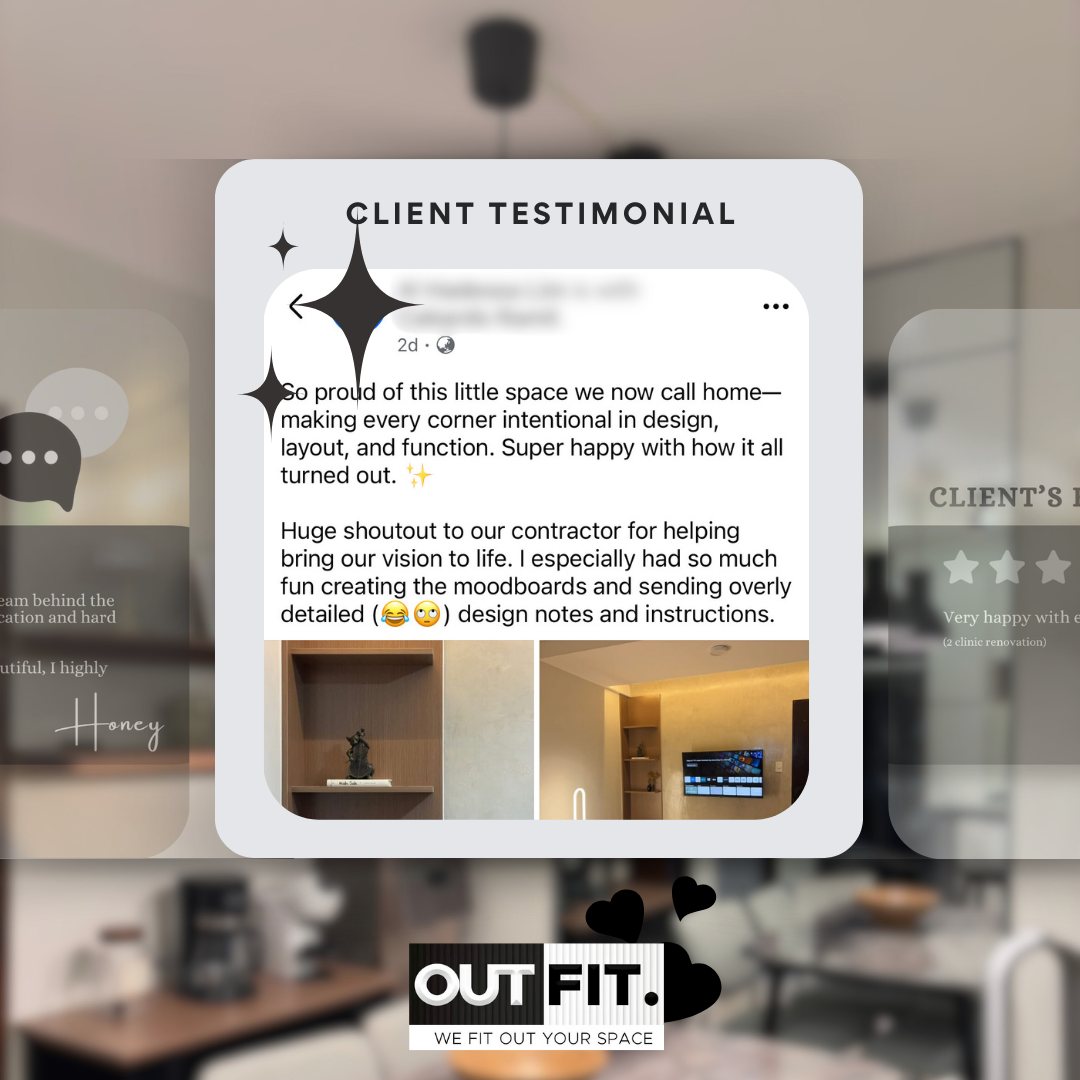 CLIENT TESTIMONIAL
2d ·
So proud of this little space we now call home—
making every corner intentional in design,
layout, and function. Super happy with how it all
turned out. ✨
Huge shoutout to our contractor for helping
bring our vision to life. I especially had so much
fun creating the moodboards and sending overly
detailed (😂🙄) design notes and instructions.
eam behind the
cation and hard
utiful, I highly
Honey
CLIENT'S
Very happy with e
(2 clinic renovation)
OUTFIT.
WE FIT OUT YOUR SPACE